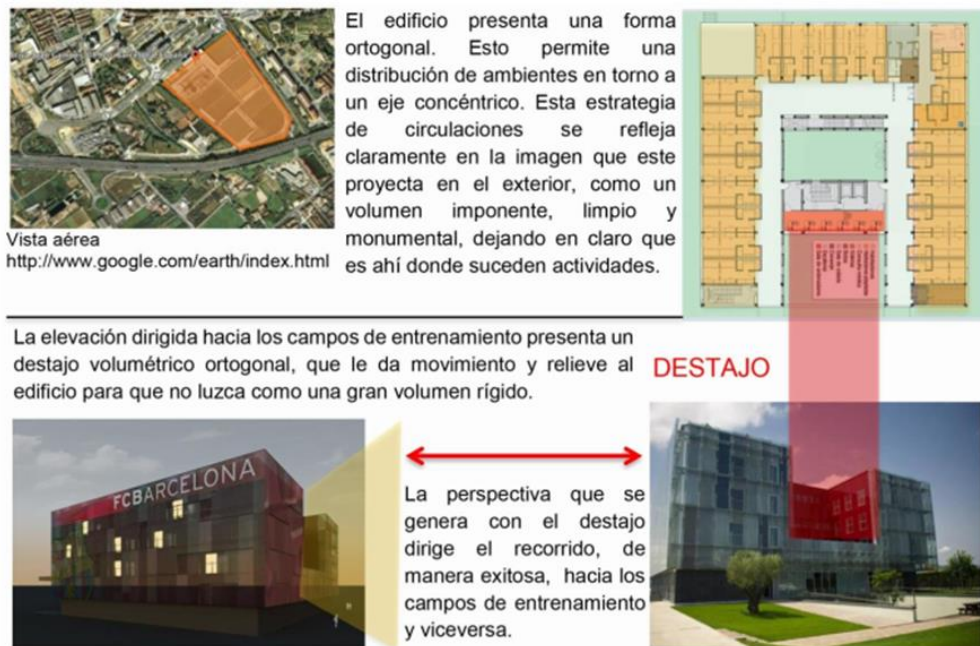 El edificio presenta una forma
ortogonal. Esto permite una
distribución de ambientes en torno a
un eje concéntrico. Esta estrategia
de circulaciones se refleja
claramente en la imagen que este
proyecta en el exterior, como un
volumen imponente, limpio y
monumental, dejando en claro que
es ahí donde suceden actividades.
Vista aérea
http://www.google.com/earth/index.html
La elevación dirigida hacia los campos de entrenamiento presenta un
destajo volumétrico ortogonal, que le da movimiento y relieve al
edificio para que no luzca como una gran volumen rígido.
DESTAJO
FCBARCELONA
La perspectiva que se
genera con el destajo
dirige el recorrido, de
manera exitosa, hacia los
campos de entrenamiento
y viceversa.